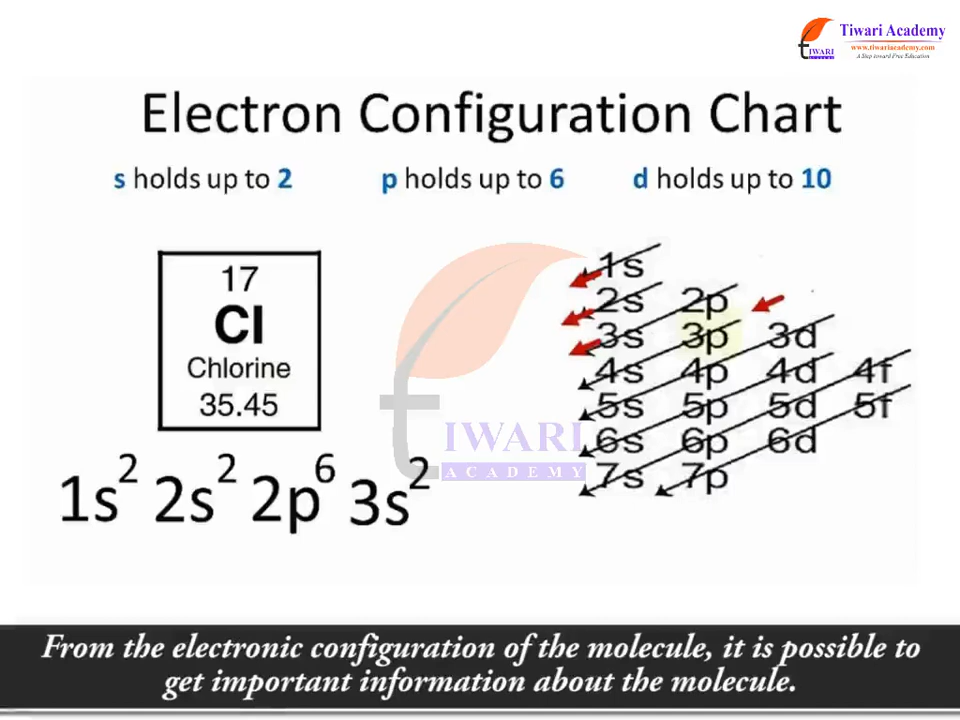 Tiwari Academy
www.tiwariacademy.com
A Step toward Free Education
tIWARI
ACADEMY
Electron Configuration Chart
s holds up to 2 p holds up to 6 d holds up to 10
17
Cl
Chlorine
35.45
1s² 2s² 2p⁶ 3s²
1s
2s 2p
3s 3p 3d
4s 4p 4d 4f
5s 5p 5d 5f
6s 6p 6d
7s 7p
tIWARI
ACADEMY
From the electronic configuration of the molecule, it is possible to
get important information about the molecule.